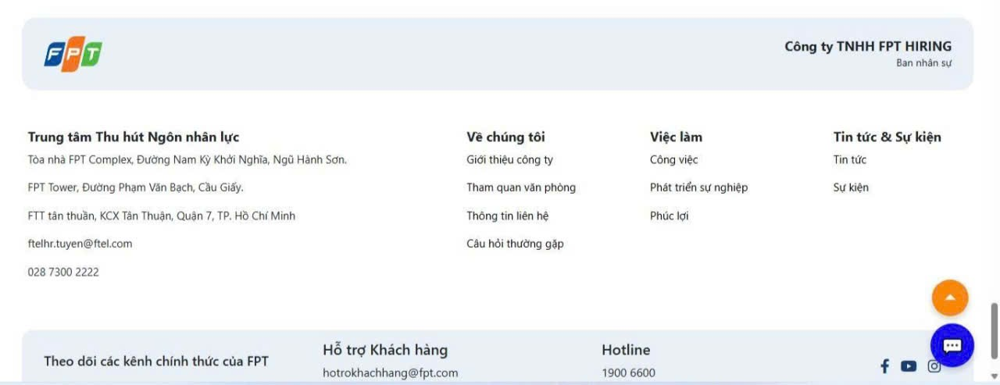 FPT
Công ty TNHH FPT HIRING
Ban nhân sự
Trung tâm Thu hút Ngôn nhân lực
Tòa nhà FPT Complex, Đường Nam Kỳ Khởi Nghĩa, Ngũ Hành Sơn.
FPT Tower, Đường Phạm Văn Bạch, Cầu Giấy.
FTT tân thuần, KCX Tân Thuận, Quận 7, TP. Hồ Chí Minh
ftelhr.tuyen@ftel.com
028 7300 2222
Về chúng tôi
Giới thiệu công ty
Tham quan văn phòng
Thông tin liên hệ
Câu hỏi thường gặp
Việc làm
Công việc
Phát triển sự nghiệp
Phúc lợi
Tin tức & Sự kiện
Tin tức
Sự kiện
Theo dõi các kênh chính thức của FPT
Hỗ trợ Khách hàng
hotrokhachhang@fpt.com
Hotline
1900 6600